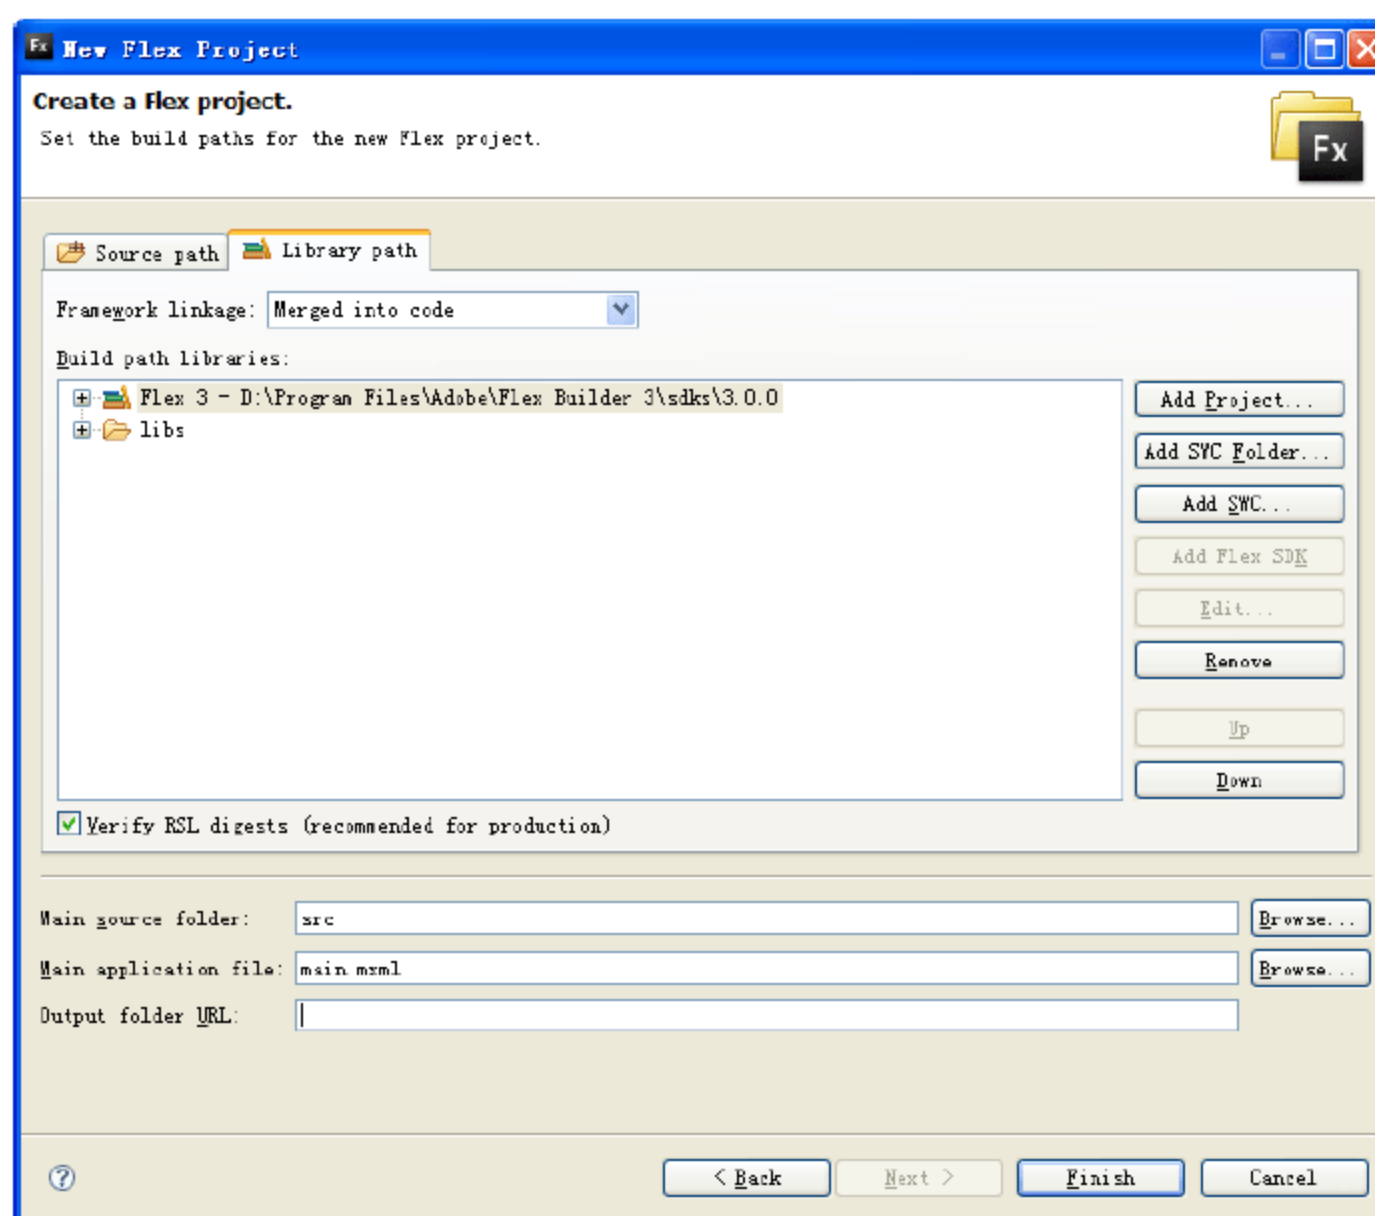 Fx New Flex Project
Create a Flex project.
Set the build paths for the new Flex project.
Fx
Source path
Library path
Framework linkage: Merged into code
Build path libraries:
Flex 3 - D:\Program Files\Adobe\Flex Builder 3\sdks\3.0.0
libs
Add Project...
Add SWC Folder...
Add SWC...
Add Flex SDK
Edit...
Remove
Up
Down
Verify RSL digests (recommended for production)
Main source folder: src Browse...
Main application file: main.mxml Browse...
Output folder URL:
? < Back Next > Finish Cancel